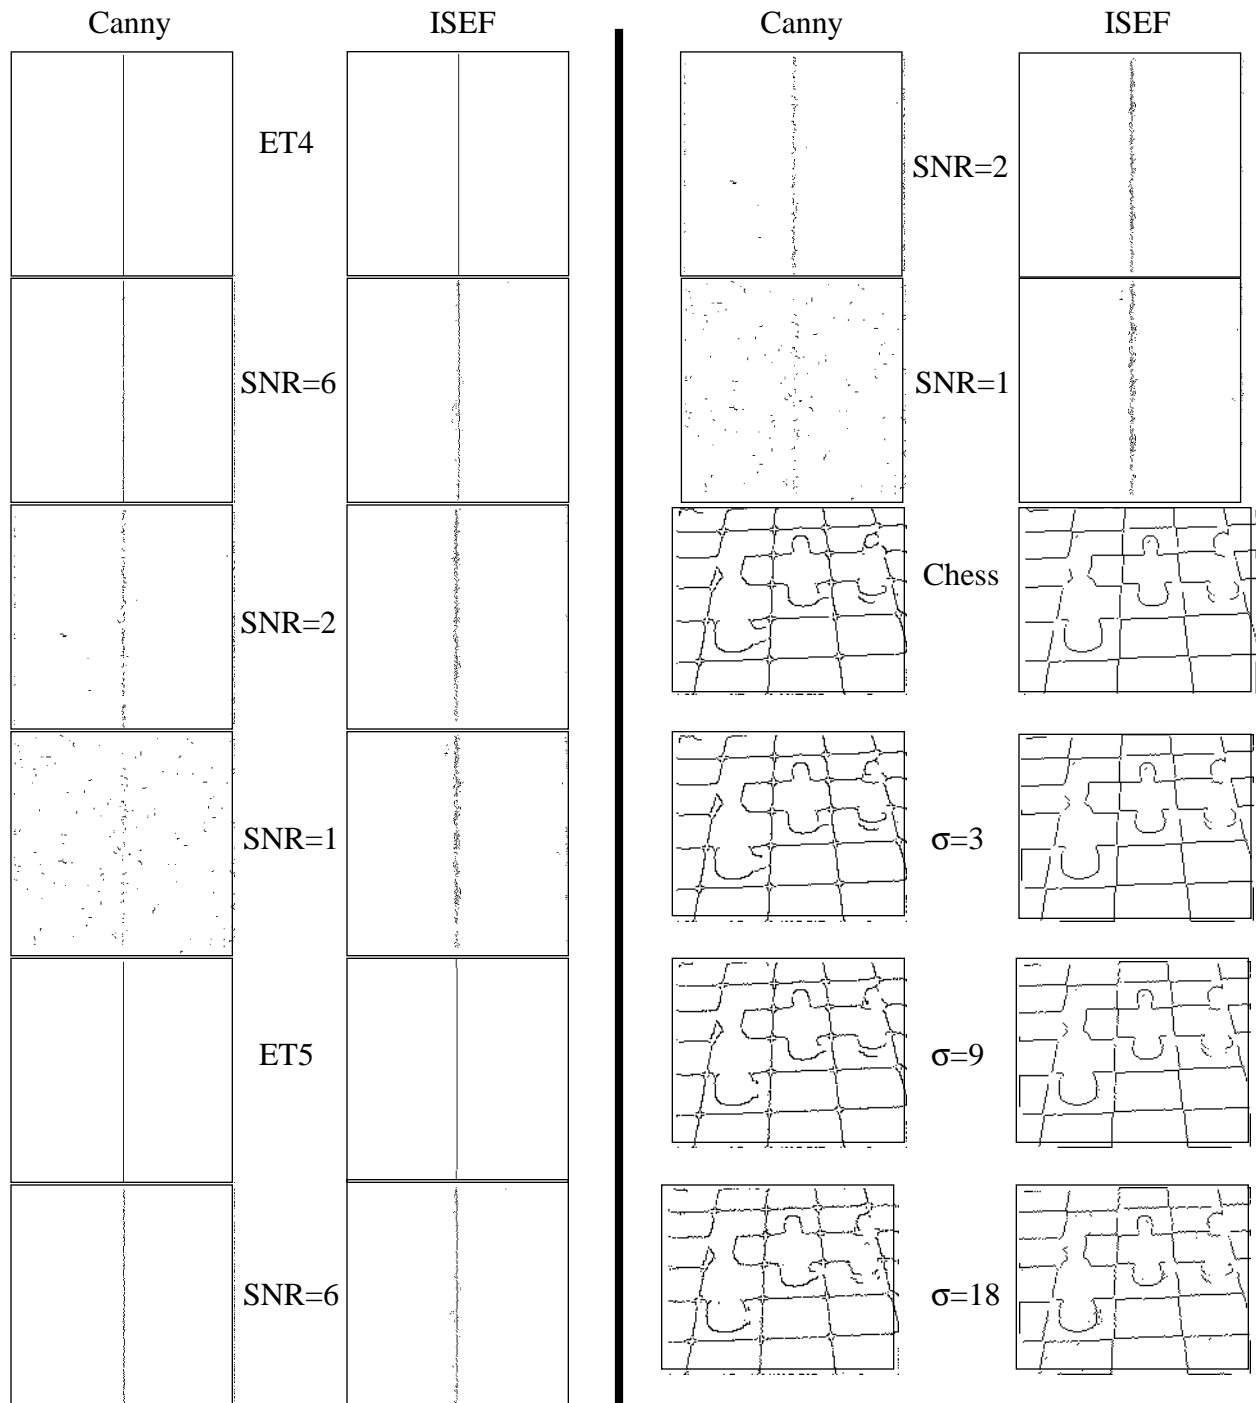 Canny ISEF
ET4
SNR=6
SNR=2
SNR=1
ET5
SNR=6
Canny ISEF
SNR=2
SNR=1
Chess
σ=3
σ=9
σ=18